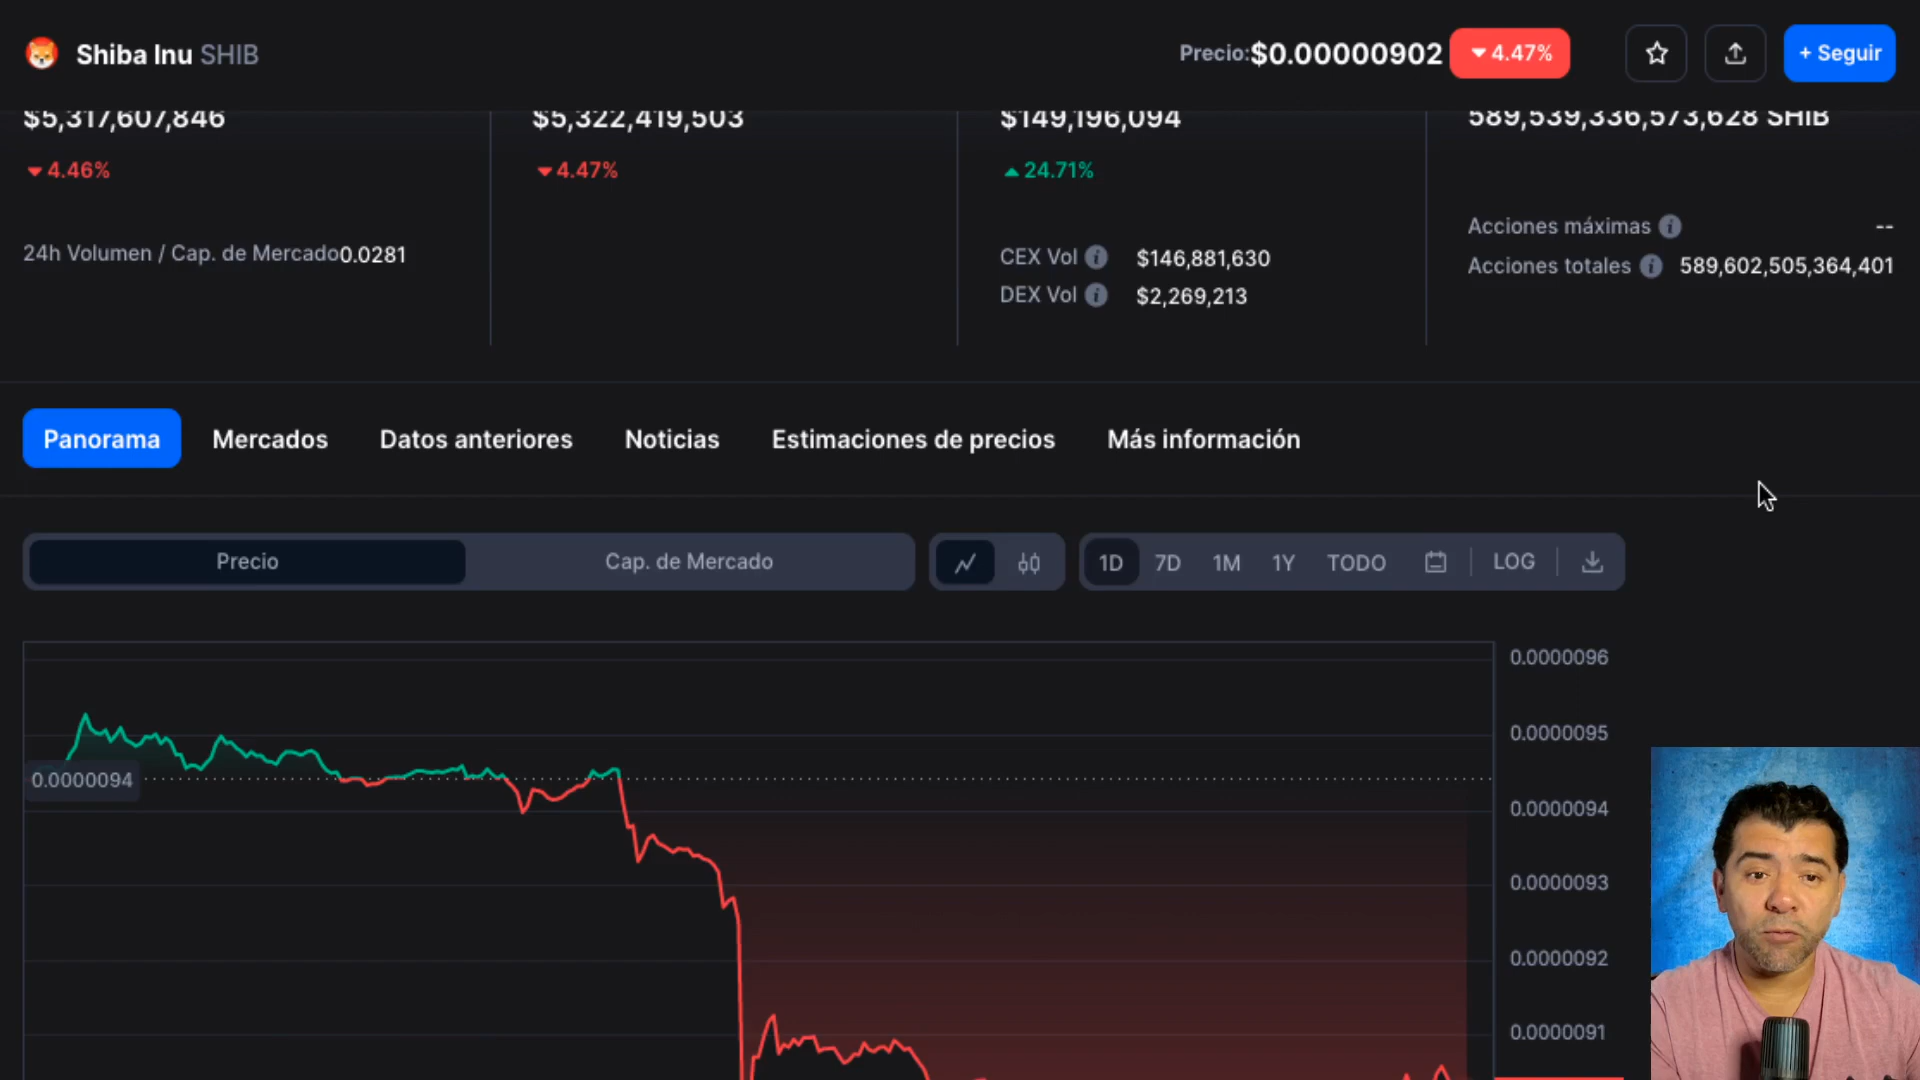 Shiba Inu SHIB
Precio:$0.00000902 4.47%
+ Seguir
$5,317,607,846
4.46%
24h Volumen / Cap. de Mercado0.0281
$5,322,419,503
4.47%
$149,196,094
24.71%
CEX Vol $146,881,630
DEX Vol $2,269,213
589,539,336,573,628 SHIB
Acciones máximas --
Acciones totales 589,602,505,364,401
Panorama Mercados Datos anteriores Noticias Estimaciones de precios Más información
Precio Cap. de Mercado 1D 7D 1M 1Y TODO LOG
0.0000096
0.0000095
0.0000094
0.0000094
0.0000093
0.0000092
0.0000091